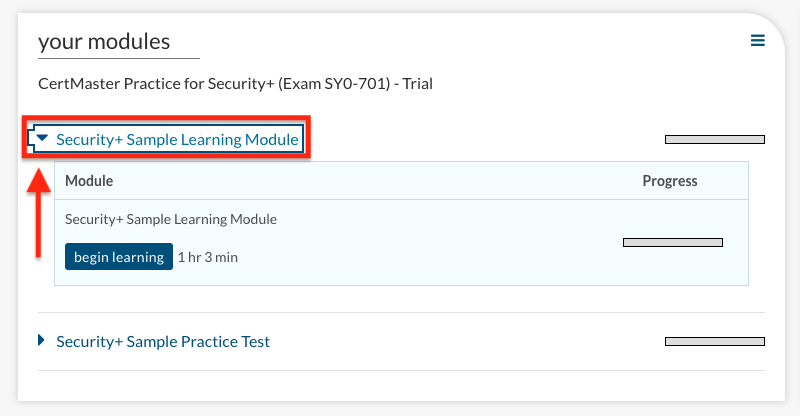 your modules
CertMaster Practice for Security+ (Exam SY0-701) - Trial
Security+ Sample Learning Module
Module Progress
Security+ Sample Learning Module
begin learning 1 hr 3 min
Security+ Sample Practice Test